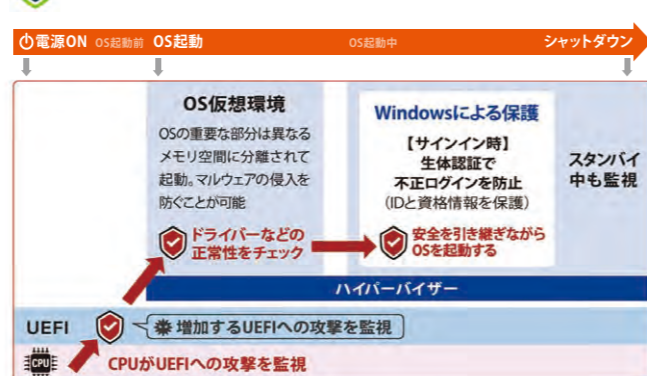 電源ON OS起動前 OS起動 OS起動中 シャットダウン
OS仮想環境
OSの重要な部分は異なる
メモリ空間に分離されて
起動。マルウェアの侵入を
防ぐことが可能
ドライバーなどの
正常性をチェック
Windowsによる保護
【サインイン時】
生体認証で
不正ログインを防止
(IDと資格情報を保護)
安全を引き継ぎながら
OSを起動する
スタンバイ
中も監視
ハイパーバイザー
UEFI 増加するUEFIへの攻撃を監視
CPU CPUがUEFIへの攻撃を監視